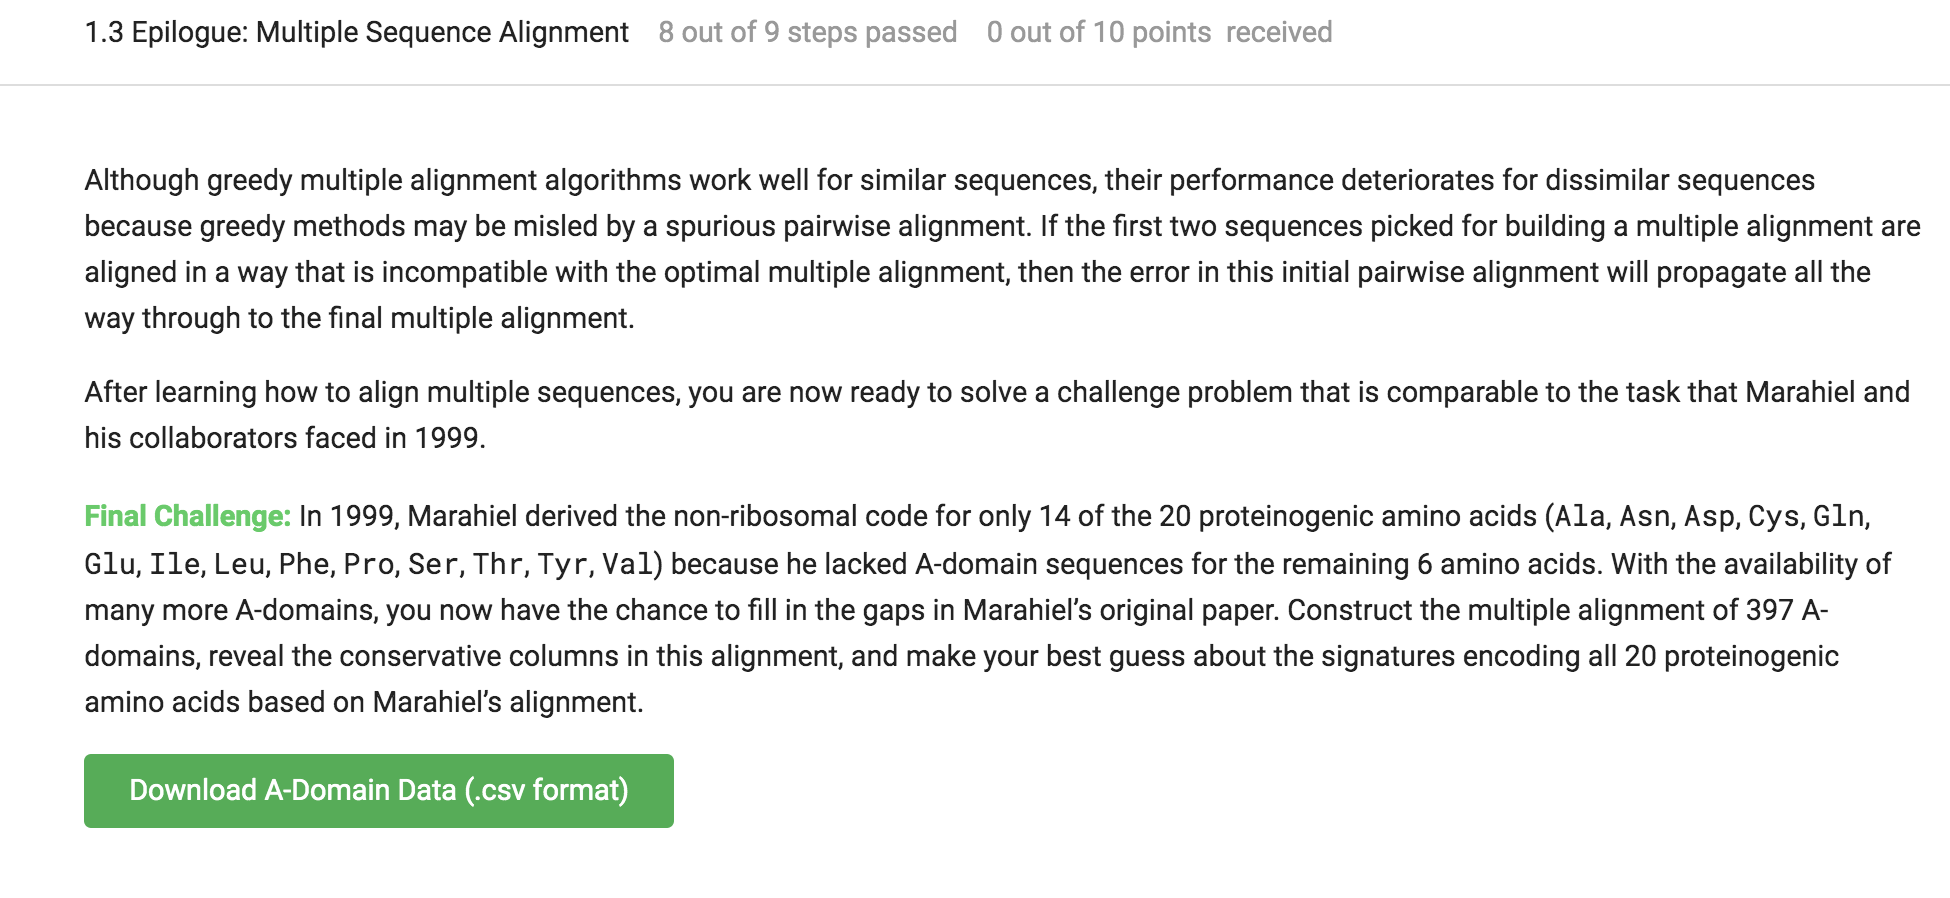 1.3 Epilogue: Multiple Sequence Alignment 8 out of 9 steps passed 0 out of 10 points received
Although greedy multiple alignment algorithms work well for similar sequences, their performance deteriorates for dissimilar sequences
because greedy methods may be misled by a spurious pairwise alignment. If the first two sequences picked for building a multiple alignment are
aligned in a way that is incompatible with the optimal multiple alignment, then the error in this initial pairwise alignment will propagate all the
way through to the final multiple alignment.
After learning how to align multiple sequences, you are now ready to solve a challenge problem that is comparable to the task that Marahiel and
his collaborators faced in 1999.
Final Challenge: In 1999, Marahiel derived the non-ribosomal code for only 14 of the 20 proteinogenic amino acids (Ala, Asn, Asp, Cys, Gln,
Glu, Ile, Leu, Phe, Pro, Ser, Thr, Tyr, Val) because he lacked A-domain sequences for the remaining 6 amino acids. With the availability of
many more A-domains, you now have the chance to fill in the gaps in Marahiel’s original paper. Construct the multiple alignment of 397 A-
domains, reveal the conservative columns in this alignment, and make your best guess about the signatures encoding all 20 proteinogenic
amino acids based on Marahiel’s alignment.
Download A-Domain Data (.csv format)